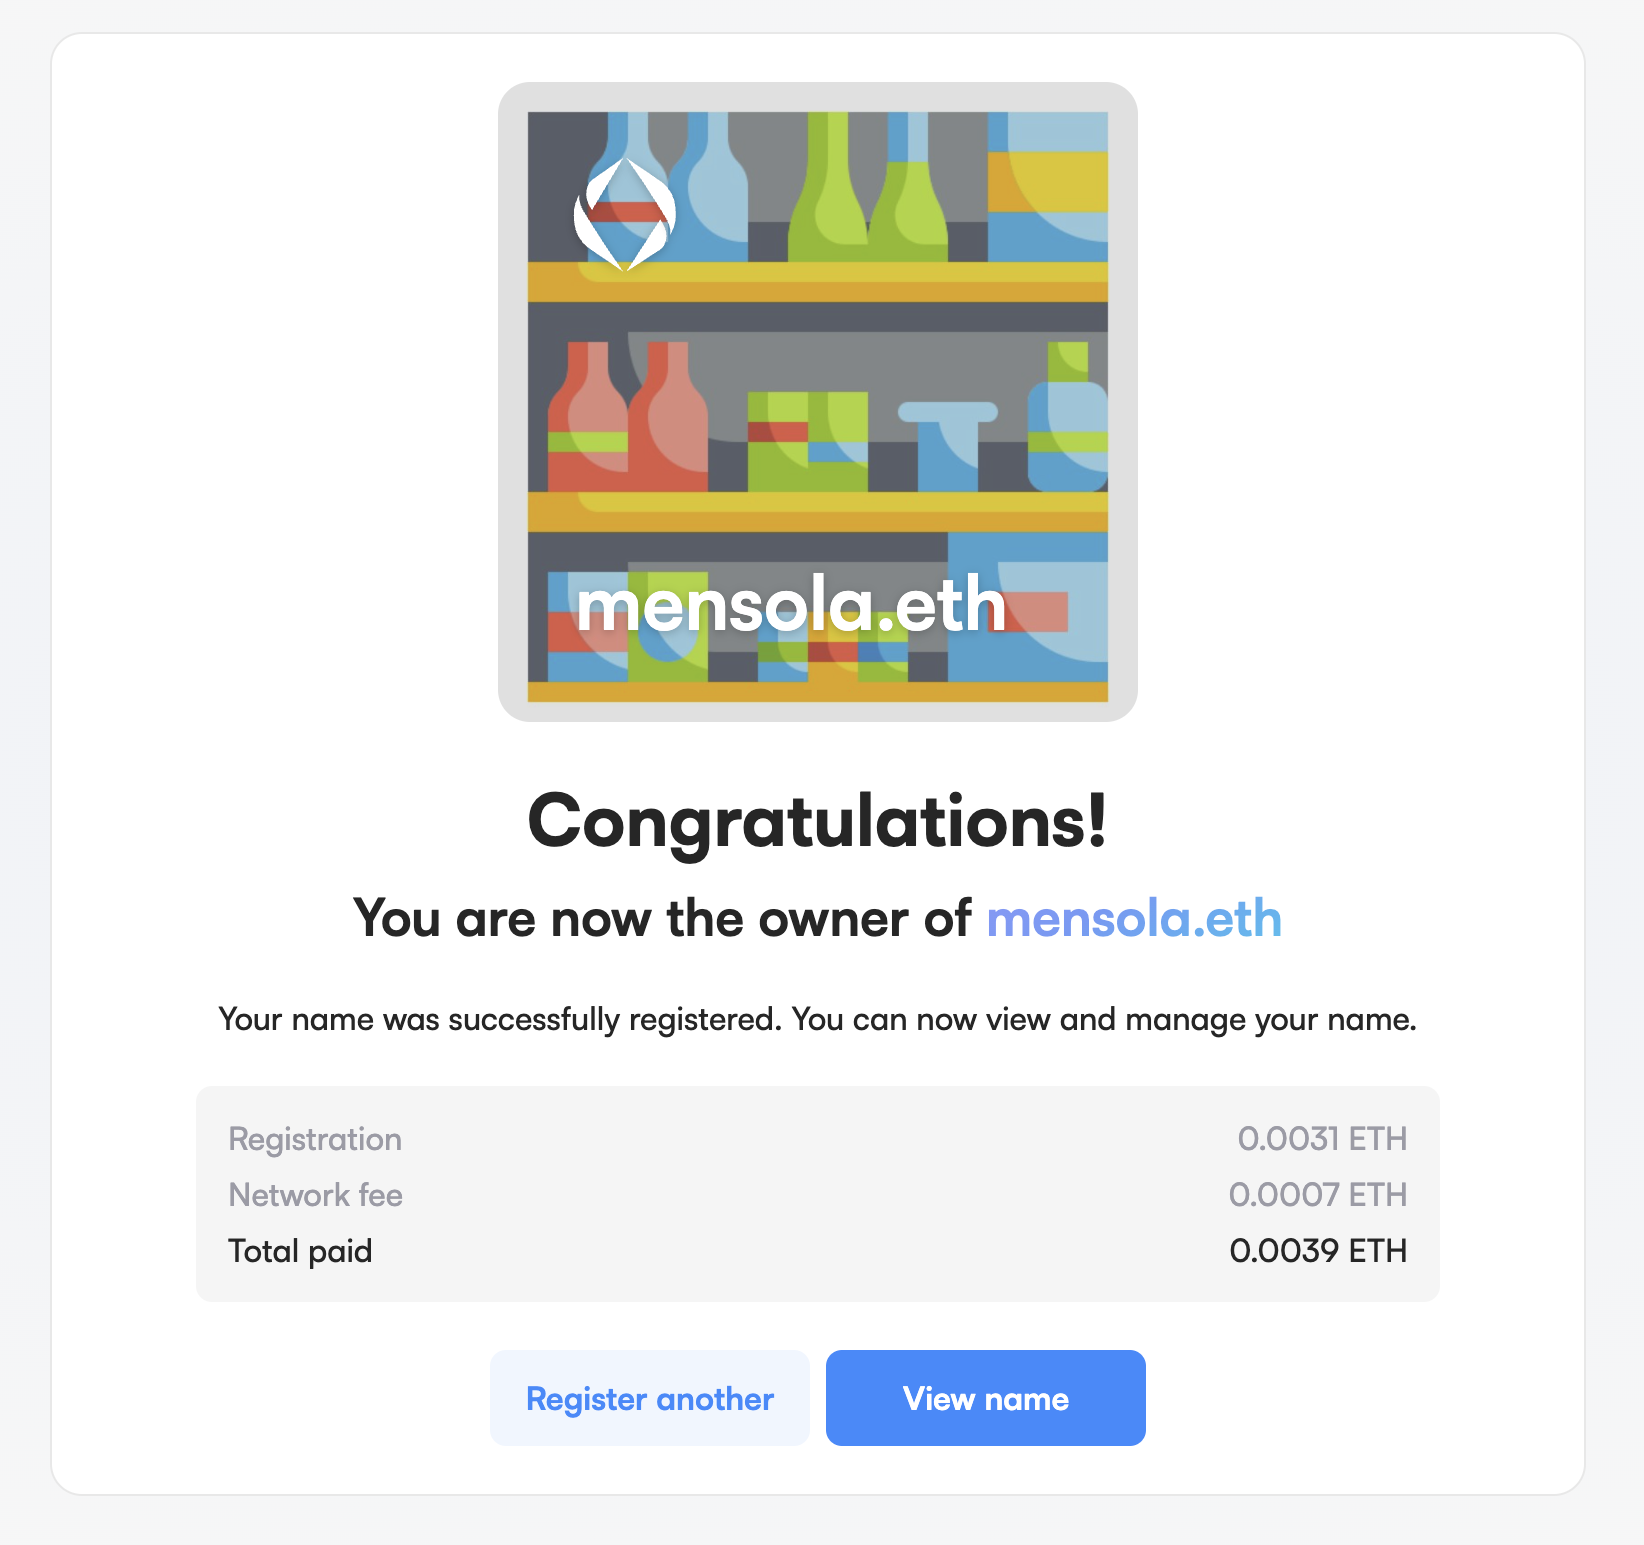 mensola.eth
Congratulations!
You are now the owner of mensola.eth
Your name was successfully registered. You can now view and manage your name.
Registration 0.0031 ETH
Network fee 0.0007 ETH
Total paid 0.0039 ETH
Register another View name